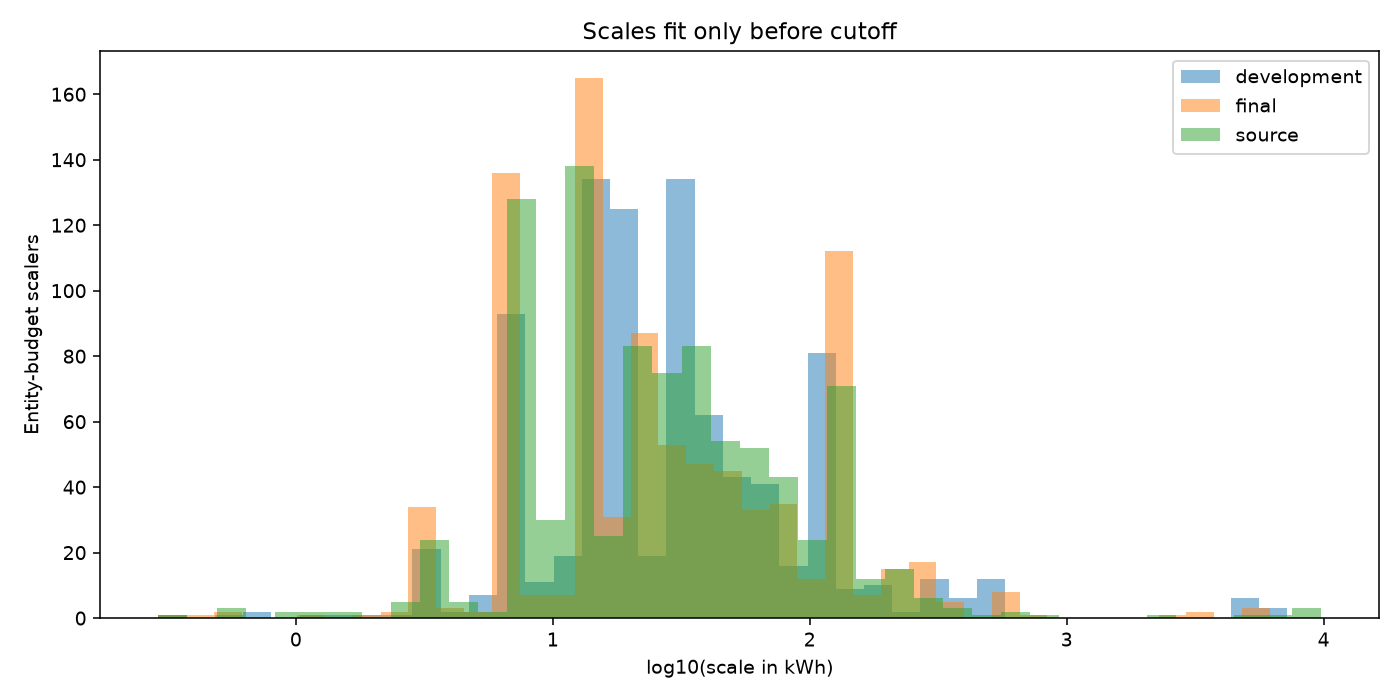 Scales fit only before cutoff
development
final
source
160
140
120
100
80
60
40
20
0
Entity-budget scalers
0 1 2 3 4
log10(scale in kWh)